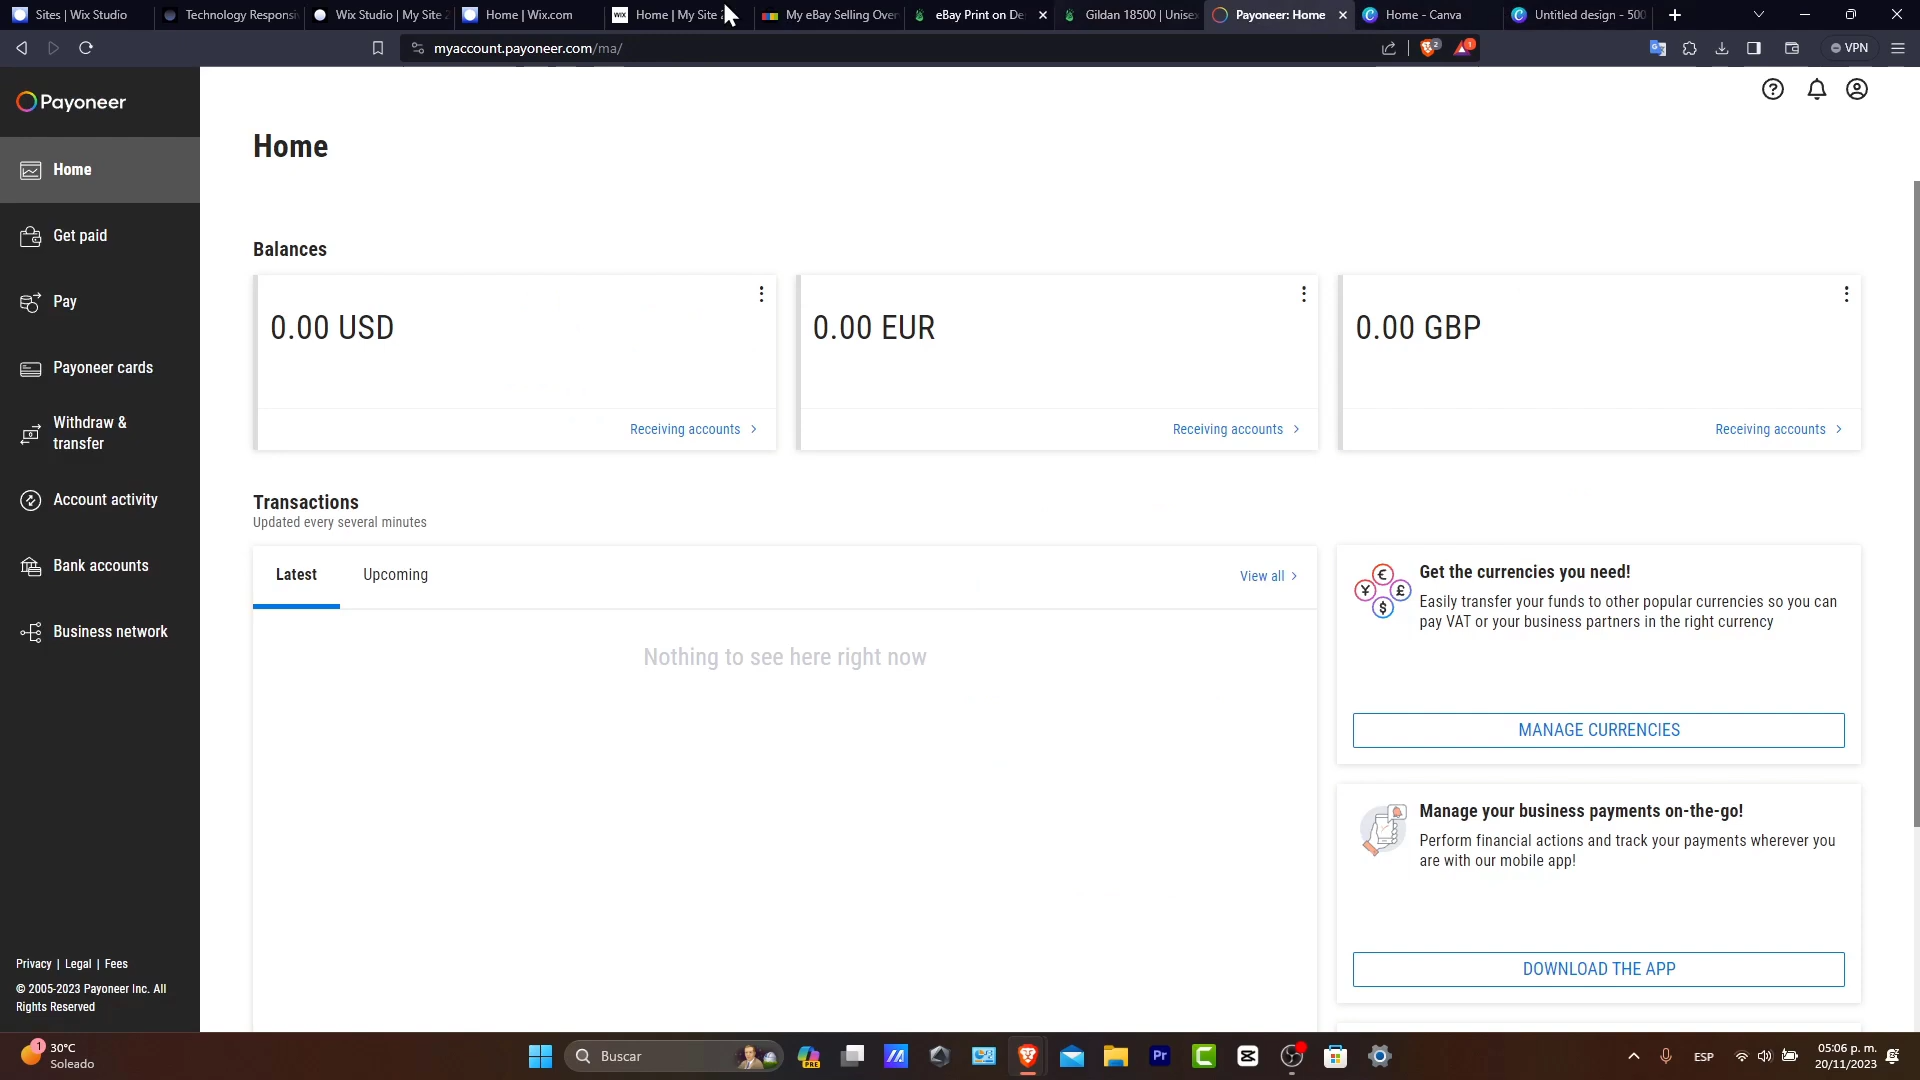 Sites | Wix Studio
Technology Responsiv
Wix Studio | My Site 2
Home | Wix.com
Home | My Site
My eBay Selling Over
eBay Print on De
Gildan 18500 | Unisex
Payoneer: Home
Home - Canva
Untitled design - 500
myaccount.payoneer.com/ma/
2
1
VPN
Payoneer
Home
Get paid
Pay
Payoneer cards
Withdraw &
transfer
Account activity
Bank accounts
Business network
Privacy | Legal | Fees
© 2005-2023 Payoneer Inc. All
Rights Reserved
Home
Balances
0.00 USD
Receiving accounts
0.00 EUR
Receiving accounts
0.00 GBP
Receiving accounts
Transactions
Updated every several minutes
Latest
Upcoming
View all
Nothing to see here right now
Get the currencies you need!
Easily transfer your funds to other popular currencies so you can
pay VAT or your business partners in the right currency
MANAGE CURRENCIES
Manage your business payments on-the-go!
Perform financial actions and track your payments wherever you
are with our mobile app!
DOWNLOAD THE APP
1
30°C
Soleado
Buscar
PRE
Pr
ESP
05:06 p. m.
20/11/2023